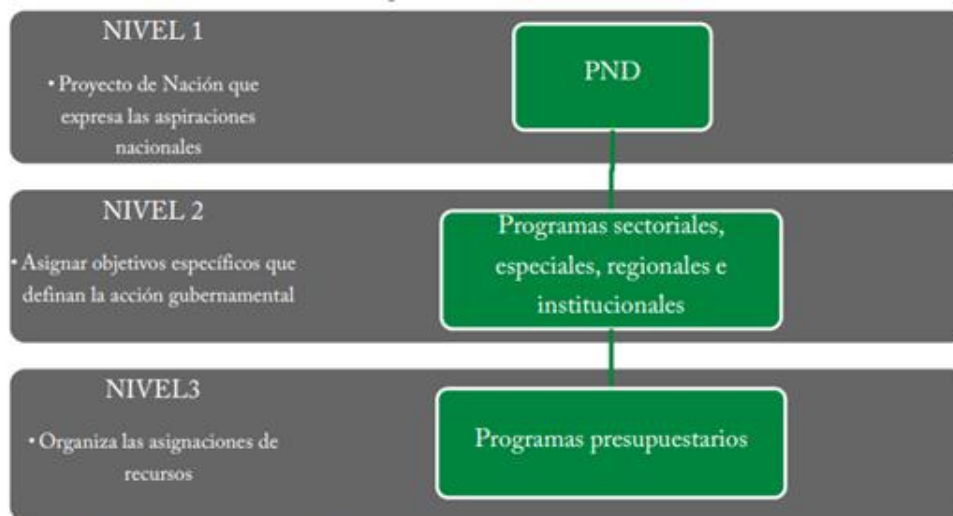 NIVEL 1
• Proyecto de Nación que
expresa las aspiraciones
nacionales
PND
NIVEL 2
• Asignar objetivos específicos que
definan la acción gubernamental
Programas sectoriales,
especiales, regionales e
institucionales
NIVEL3
• Organiza las asignaciones de
recursos
Programas presupuestarios